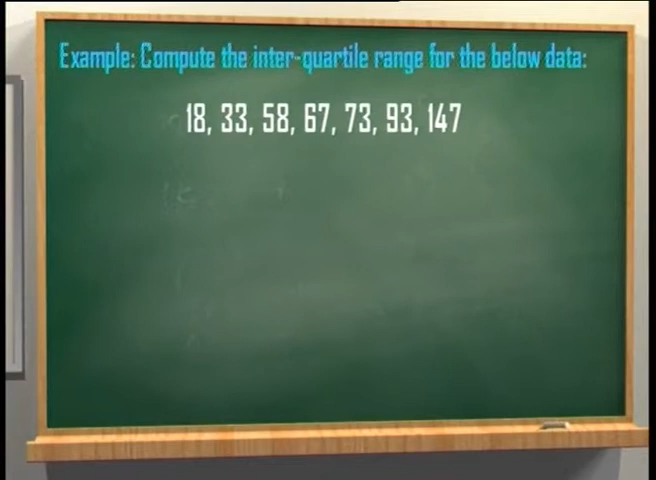 Example: Compute the inter-quartile range for the below data:
18, 33, 58, 67, 73, 93, 147